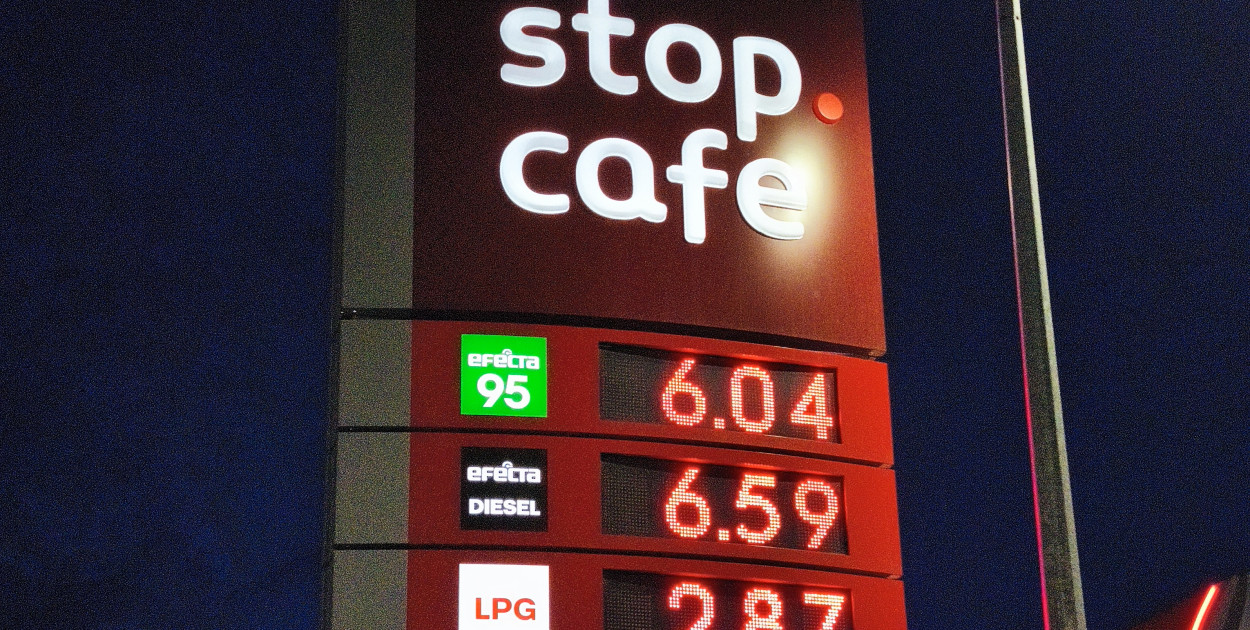 stop.
cafe
efecta
95
6.04
efecta
DIESEL
6.59
LPG
2.87